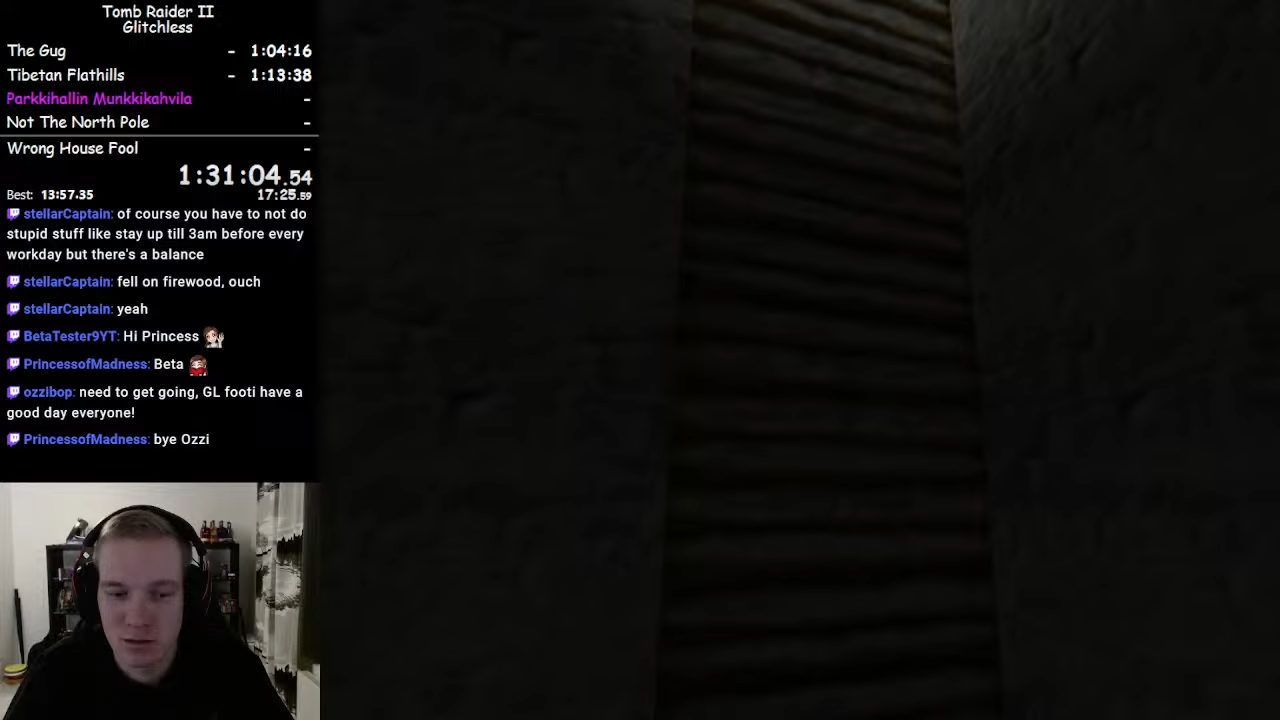 Tomb Raider II
Glitchless
The Gug - 1:04:16
Tibetan Flathills - 1:13:38
Parkkihallin Munkkikahvila -
Not The North Pole -
Wrong House Fool -
1:31:04.54
Best: 13:57.35 17:25.59
stellarCaptain: of course you have to not do
stupid stuff like stay up till 3am before every
workday but there's a balance
stellarCaptain: fell on firewood, ouch
stellarCaptain: yeah
BetaTester9YT: Hi Princess
PrincessofMadness: Beta
ozzibop: need to get going, GL footi have a
good day everyone!
PrincessofMadness: bye Ozzi